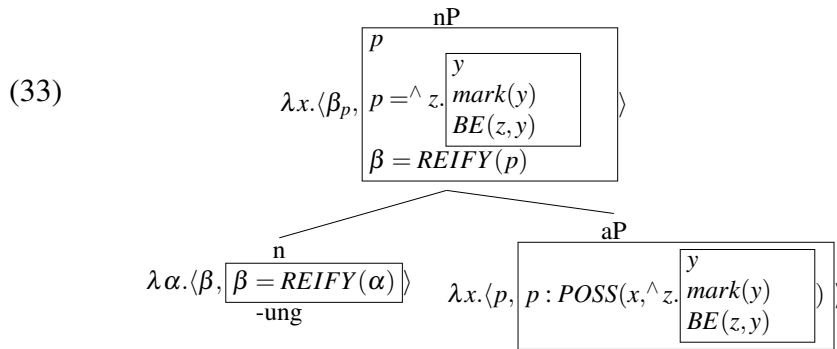 (33)
nP
p
λx.⟨β_p, p =^ z. y
mark(y)
BE(z, y) ⟩
β = REIFY(p)
n
λα.⟨β, β = REIFY(α)⟩
-ung
aP
λx.⟨p, p : POSS(x,^ z. y
mark(y) )⟩
BE(z, y)